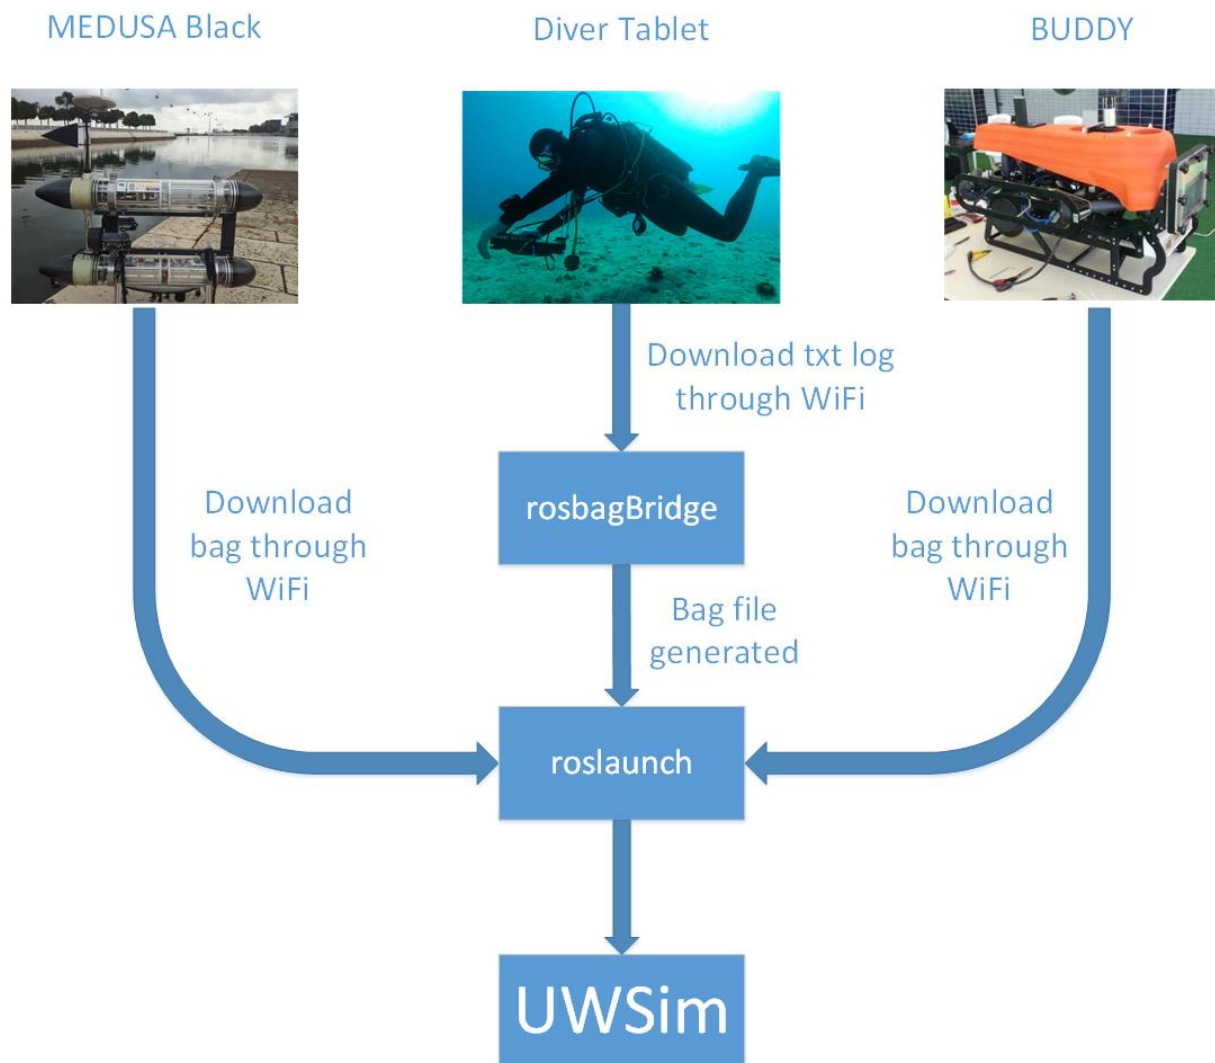 MEDUSA Black
Diver Tablet
BUDDY
Download txt log
through WiFi
Download
bag through
WiFi
rosbagBridge
Download
bag through
WiFi
Bag file
generated
roslaunch
UWSim